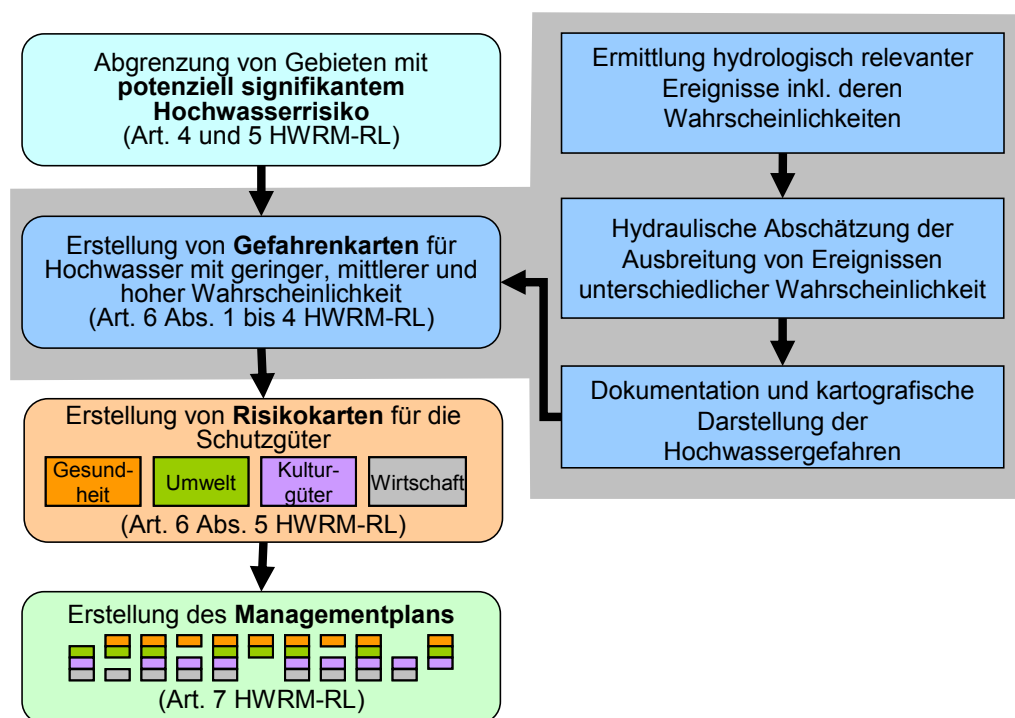 Abgrenzung von Gebieten mit
potenziell signifikantem
Hochwasserrisiko
(Art. 4 und 5 HWRM-RL)
Erstellung von Gefahrenkarten für
Hochwasser mit geringer, mittlerer und
hoher Wahrscheinlichkeit
(Art. 6 Abs. 1 bis 4 HWRM-RL)
Erstellung von Risikokarten für die
Schutzgüter
Gesund-
heit
Umwelt
Kultur-
güter
Wirtschaft
(Art. 6 Abs. 5 HWRM-RL)
Erstellung des Managementplans
(Art. 7 HWRM-RL)
Ermittlung hydrologisch relevanter
Ereignisse inkl. deren
Wahrscheinlichkeiten
Hydraulische Abschätzung der
Ausbreitung von Ereignissen
unterschiedlicher Wahrscheinlichkeit
Dokumentation und kartografische
Darstellung der
Hochwassergefahren